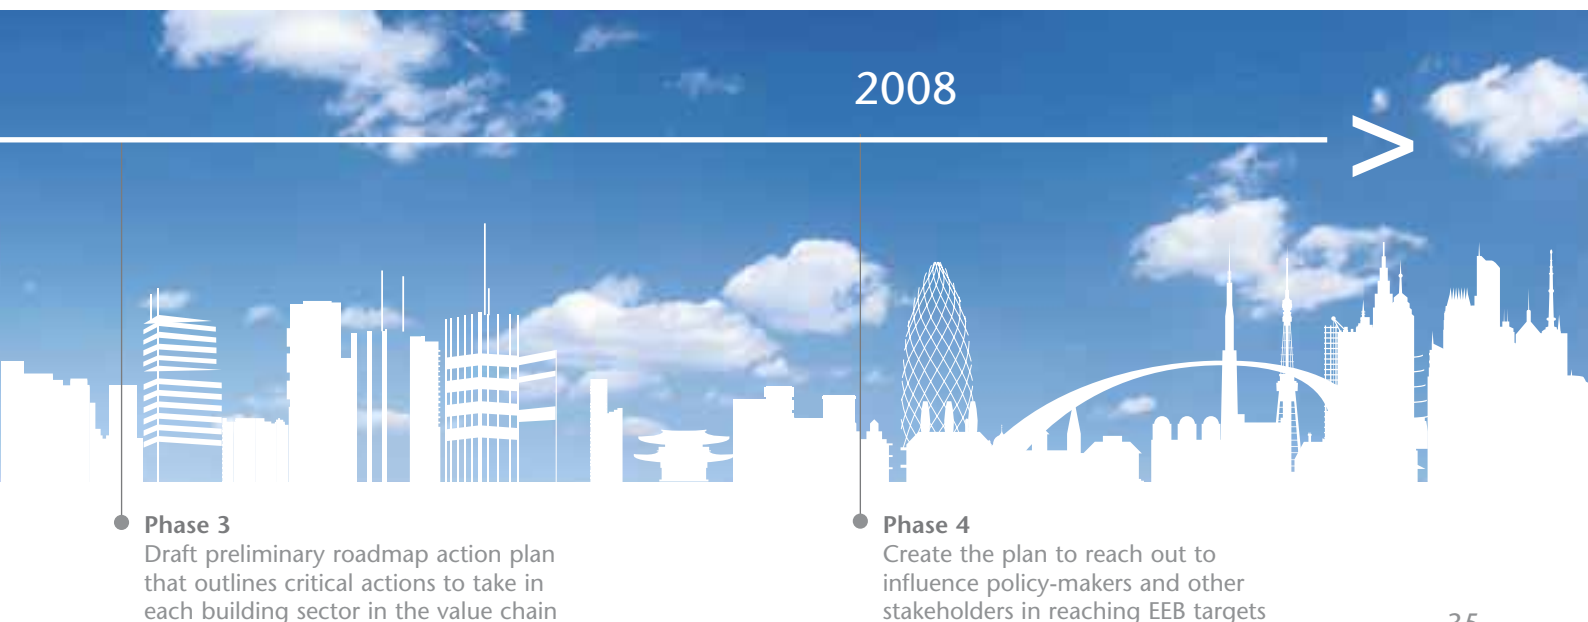 2008
>
Phase 3
Draft preliminary roadmap action plan
that outlines critical actions to take in
each building sector in the value chain
Phase 4
Create the plan to reach out to
influence policy-makers and other
stakeholders in reaching EEB targets
35